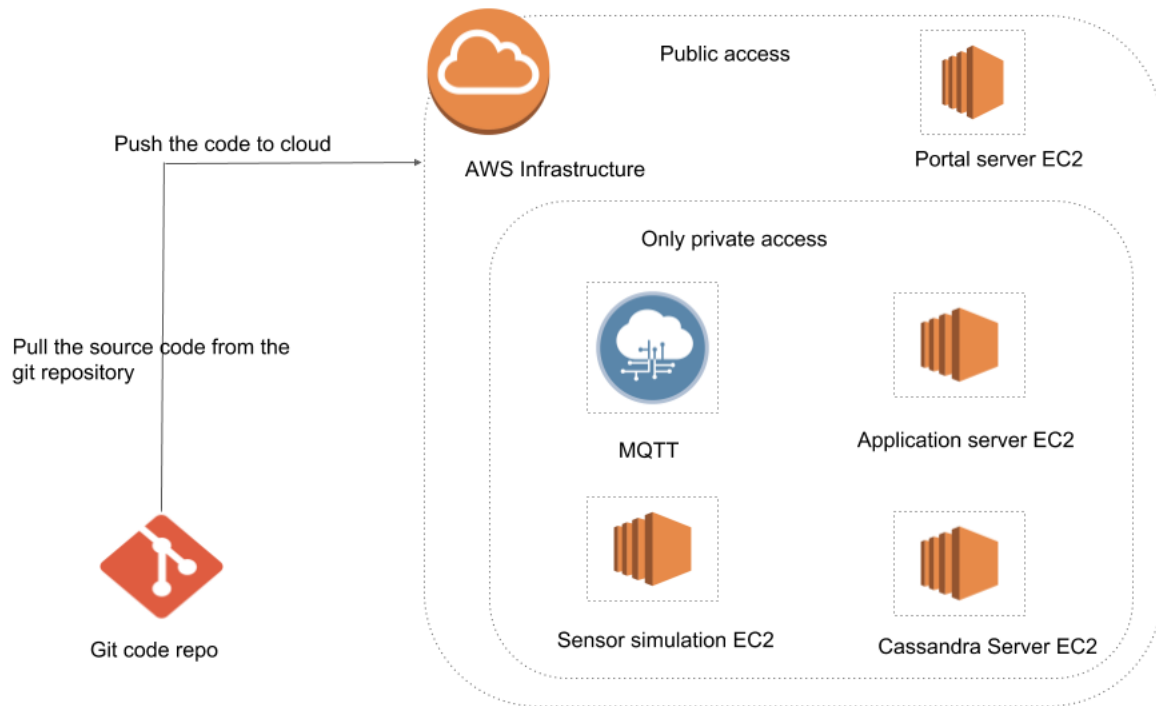 Public access
Push the code to cloud
Portal server EC2
AWS Infrastructure
Only private access
Pull the source code from the
git repository
MQTT
Application server EC2
Sensor simulation EC2
Cassandra Server EC2
Git code repo